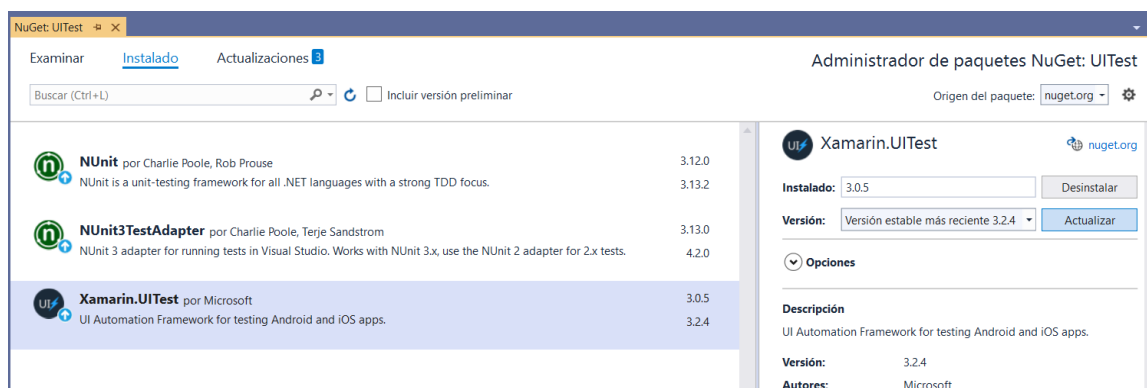 NuGet: UITest
Examinar Instalado Actualizaciones 3
Administrador de paquetes NuGet: UITest
Buscar (Ctrl+L)
Incluir versión preliminar
Origen del paquete: nuget.org
NUnit por Charlie Poole, Rob Prouse 3.12.0
NUnit is a unit-testing framework for all .NET languages with a strong TDD focus. 3.13.2
NUnit3TestAdapter por Charlie Poole, Terje Sandstrom 3.13.0
NUnit 3 adapter for running tests in Visual Studio. Works with NUnit 3.x, use the NUnit 2 adapter for 2.x tests. 4.2.0
UI Xamarin.UITest por Microsoft 3.0.5
UI Automation Framework for testing Android and iOS apps. 3.2.4
UI Xamarin.UITest nuget.org
Instalado: 3.0.5 Desinstalar
Versión: Versión estable más reciente 3.2.4 Actualizar
Opciones
Descripción
UI Automation Framework for testing Android and iOS apps.
Versión: 3.2.4
Autores: Microsoft